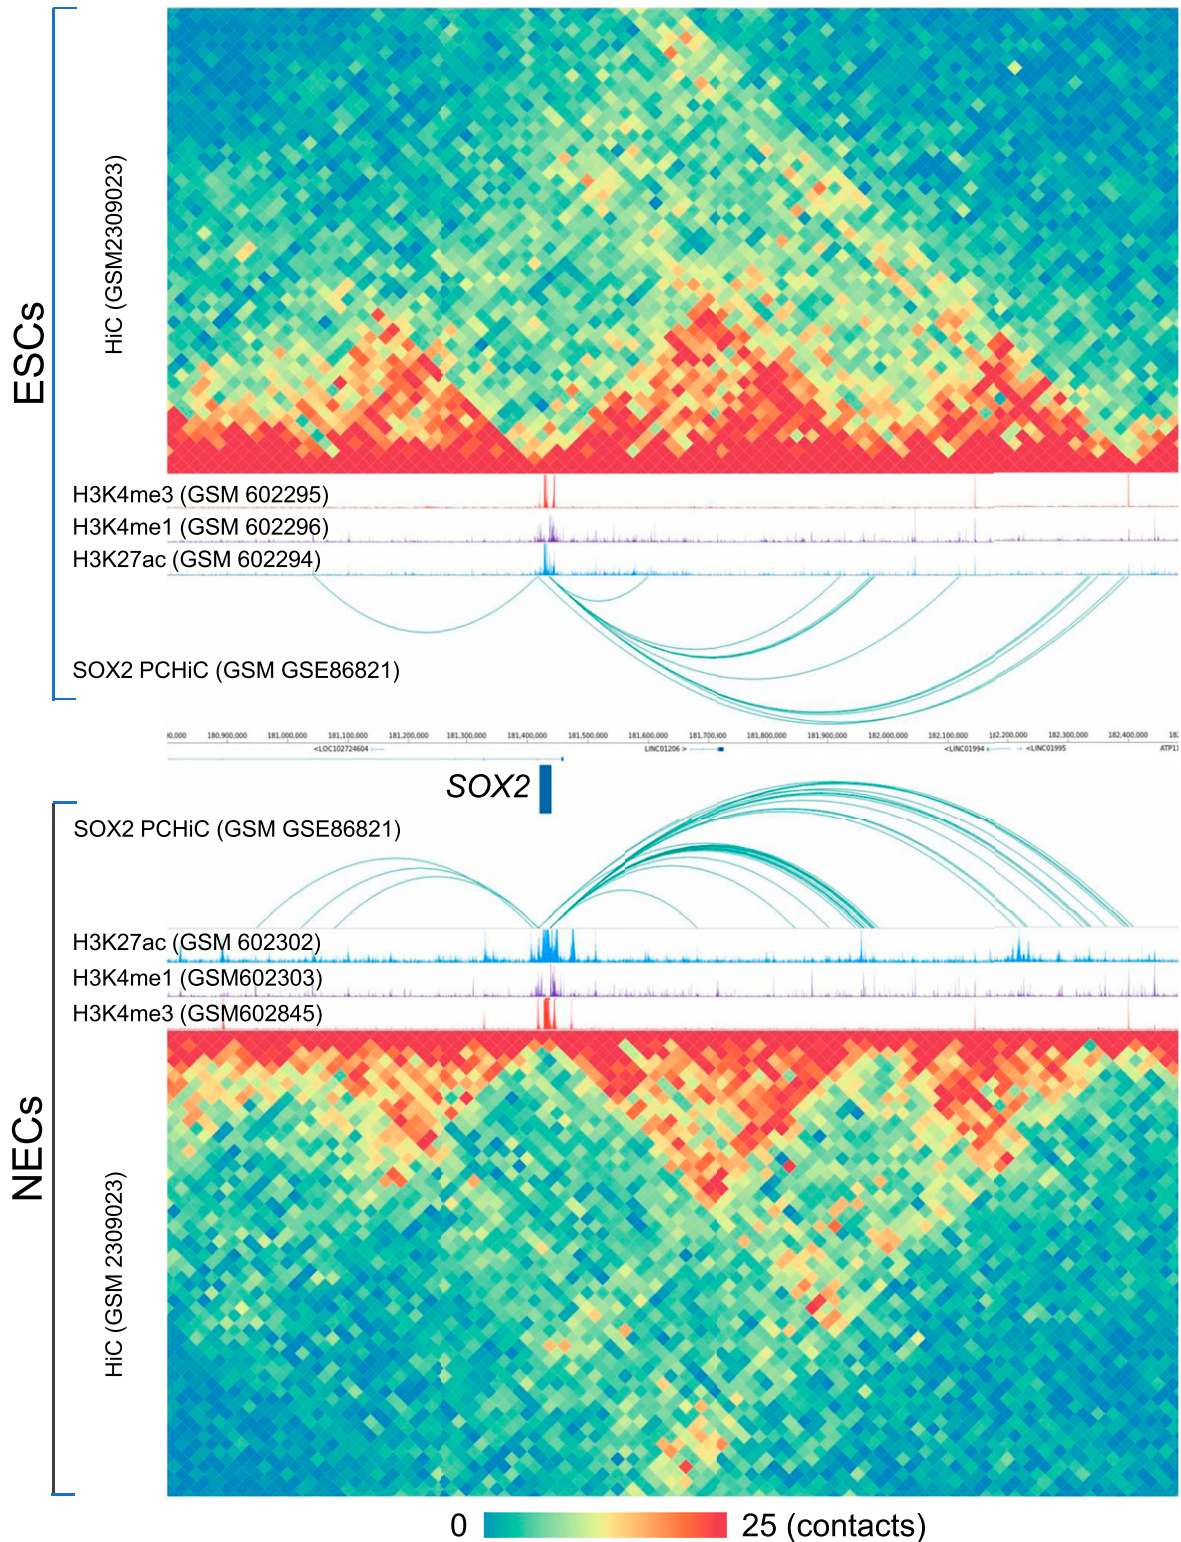 ESCs
HiC (GSM2309023)
H3K4me3 (GSM 602295)
H3K4me1 (GSM 602296)
H3K27ac (GSM 602294)
SOX2 PCHiC (GSM GSE86821)
180,900,000 181,000,000 181,100,000 181,200,000 181,300,000 181,400,000 181,500,000 181,600,000 181,700,000 181,800,000 181,900,000 182,000,000 182,100,000 182,200,000 182,300,000 182,400,000
<LOC102724604 LINC01206 > <LINC01994 <LINC01995 ATP11
SOX2
SOX2 PCHiC (GSM GSE86821)
H3K27ac (GSM 602302)
H3K4me1 (GSM602303)
H3K4me3 (GSM602845)
NECs
HiC (GSM 2309023)
0 25 (contacts)